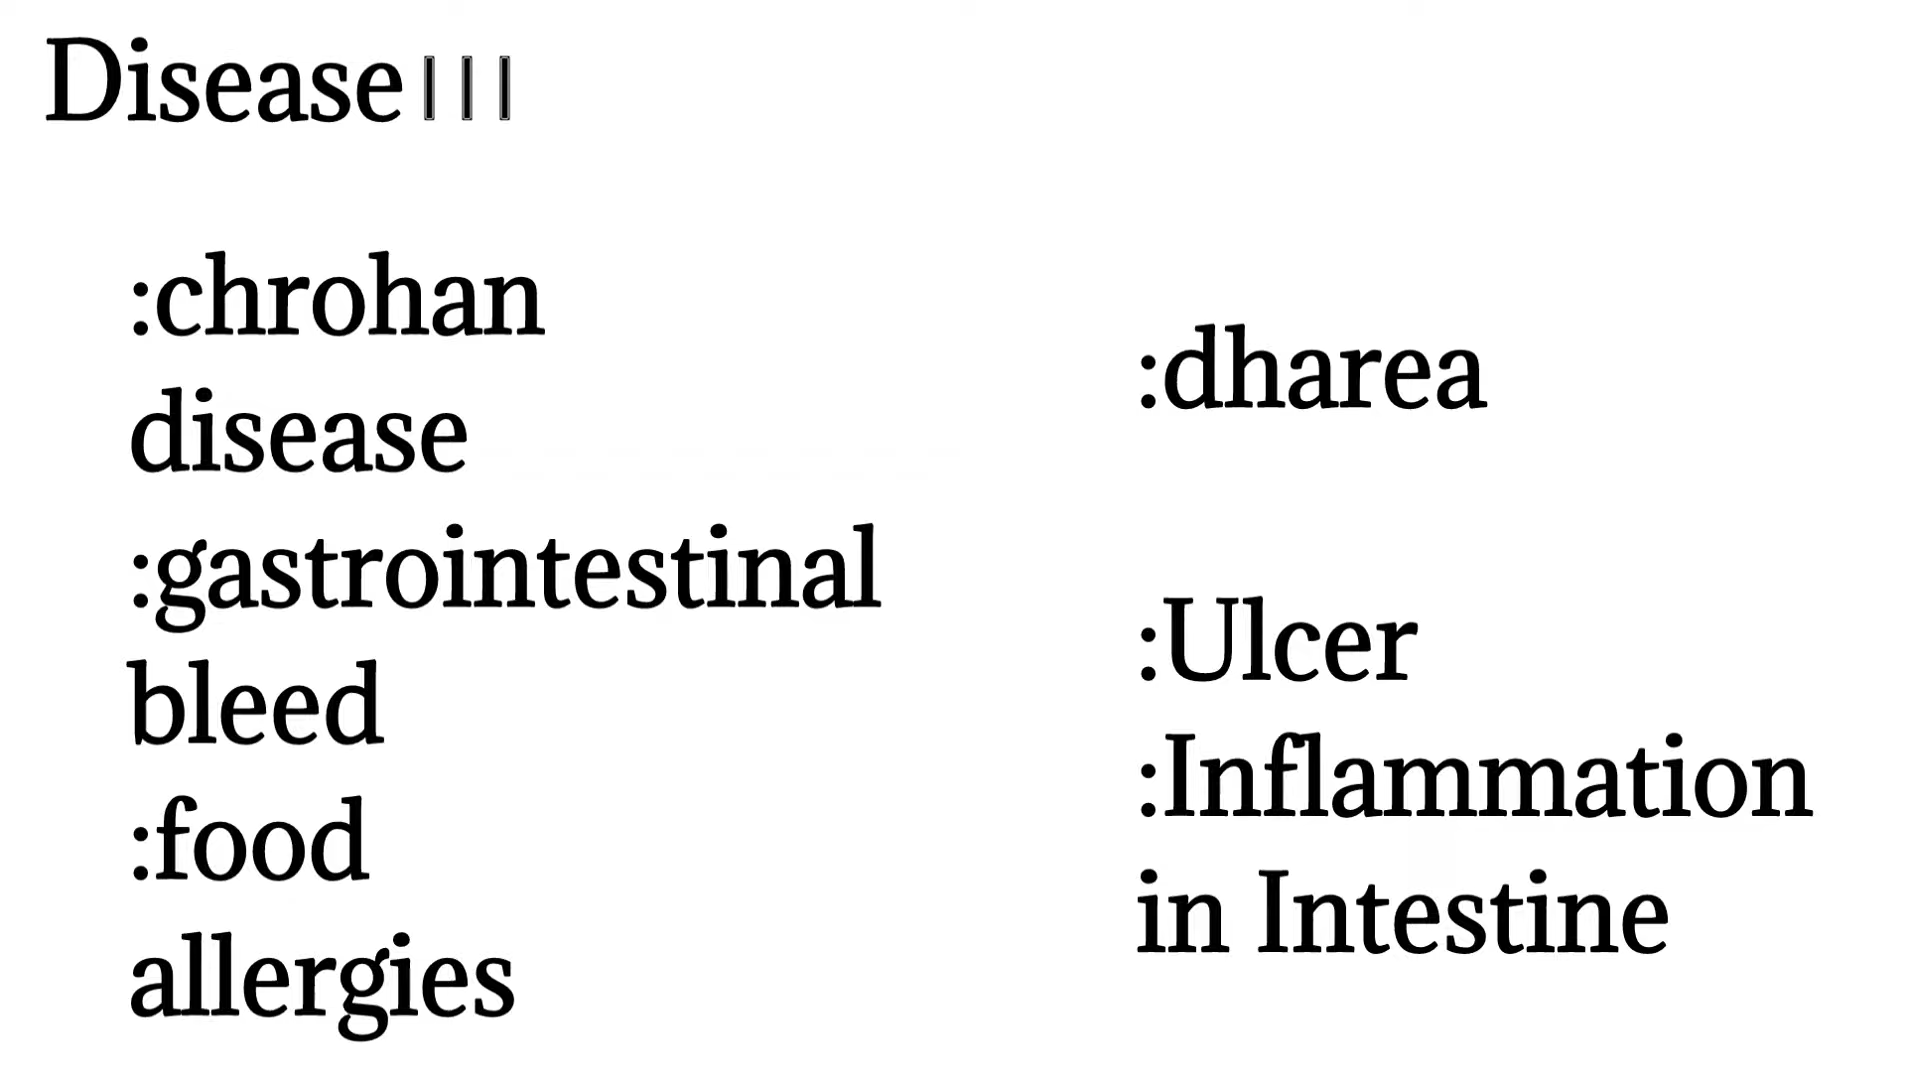 Disease
:chrohan
disease
:gastrointestinal
bleed
:food
allergies
:dharea
:Ulcer
:Inflammation
in Intestine